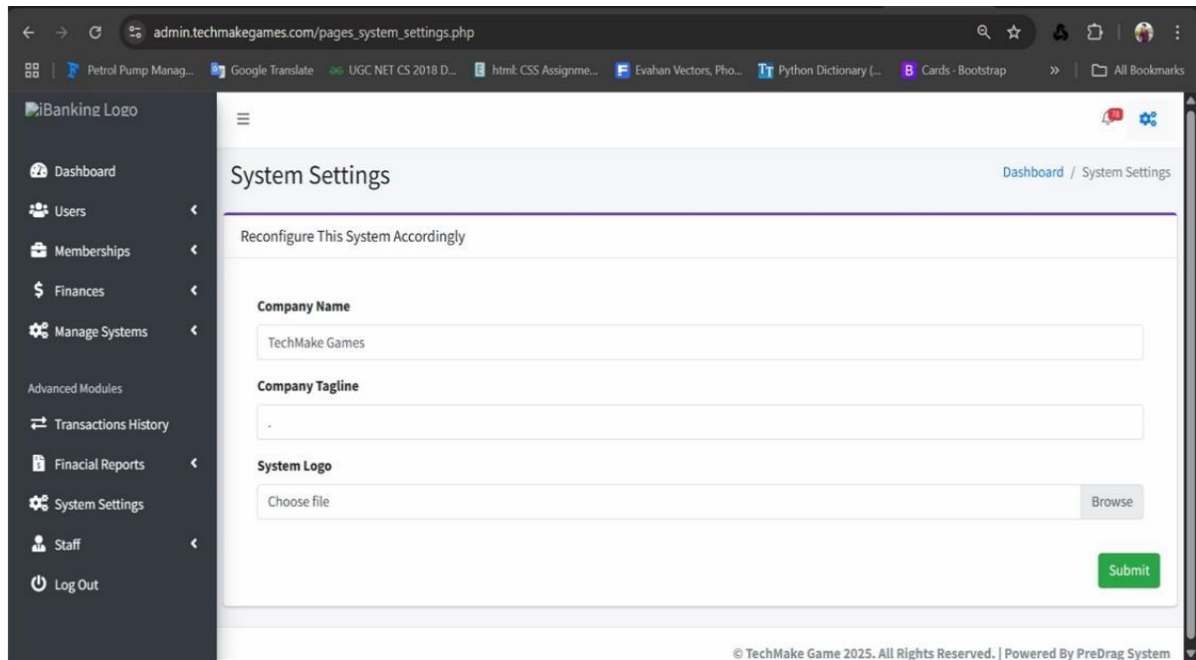 admin.techmakegames.com/pages_system_settings.php
Petrol Pump Manag... Google Translate UGC NET CS 2018 D... html: CSS Assignme... Evahan Vectors, Pho... Python Dictionary (... Cards - Bootstrap » All Bookmarks
iBanking Logo
78
Dashboard
System Settings
Dashboard / System Settings
Users
Reconfigure This System Accordingly
Memberships
Finances
Company Name
Manage Systems
TechMake Games
Advanced Modules
Company Tagline
Transactions History
.
Finacial Reports
System Logo
System Settings
Choose file
Browse
Staff
Log Out
Submit
© TechMake Game 2025. All Rights Reserved. | Powered By PreDrag System